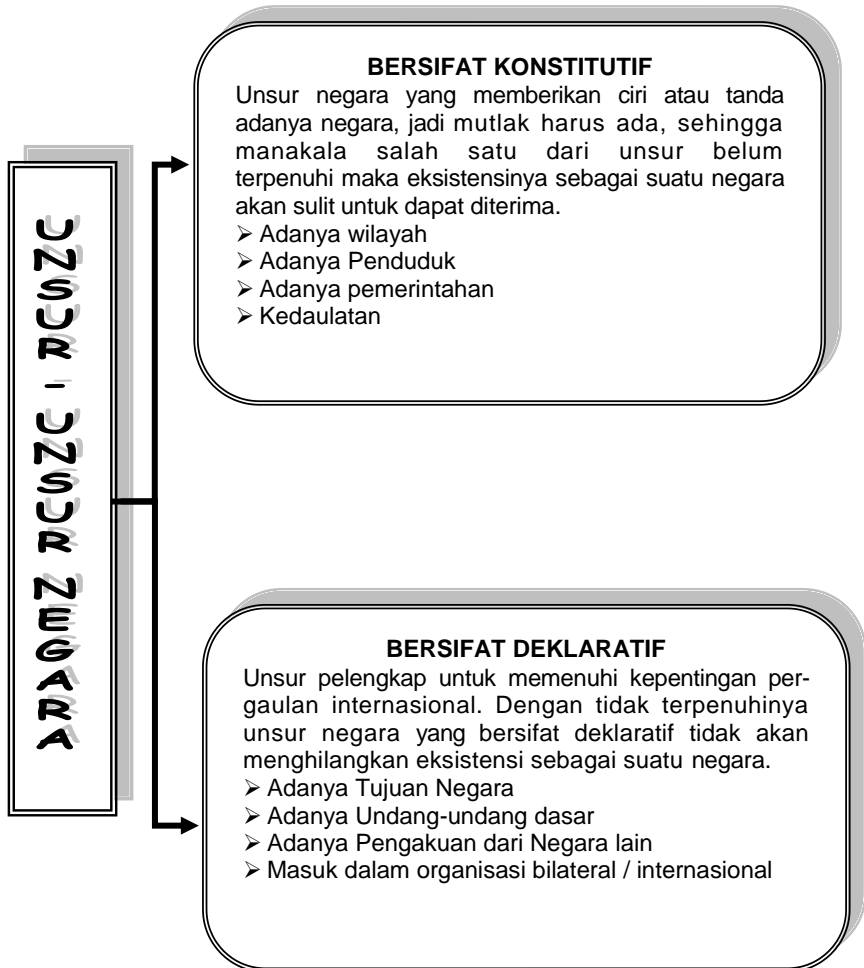 UNSUR - UNSUR NEGARA
BERSIFAT KONSTITUTIF
Unsur negara yang memberikan ciri atau tanda
adanya negara, jadi mutlak harus ada, sehingga
manakala salah satu dari unsur belum
terpenuhi maka eksistensinya sebagai suatu negara
akan sulit untuk dapat diterima.
➢ Adanya wilayah
➢ Adanya Penduduk
➢ Adanya pemerintahan
➢ Kedaulatan
BERSIFAT DEKLARATIF
Unsur pelengkap untuk memenuhi kepentingan per-
gaulan internasional. Dengan tidak terpenuhinya
unsur negara yang bersifat deklaratif tidak akan
menghilangkan eksistensi sebagai suatu negara.
➢ Adanya Tujuan Negara
➢ Adanya Undang-undang dasar
➢ Adanya Pengakuan dari Negara lain
➢ Masuk dalam organisasi bilateral / internasional